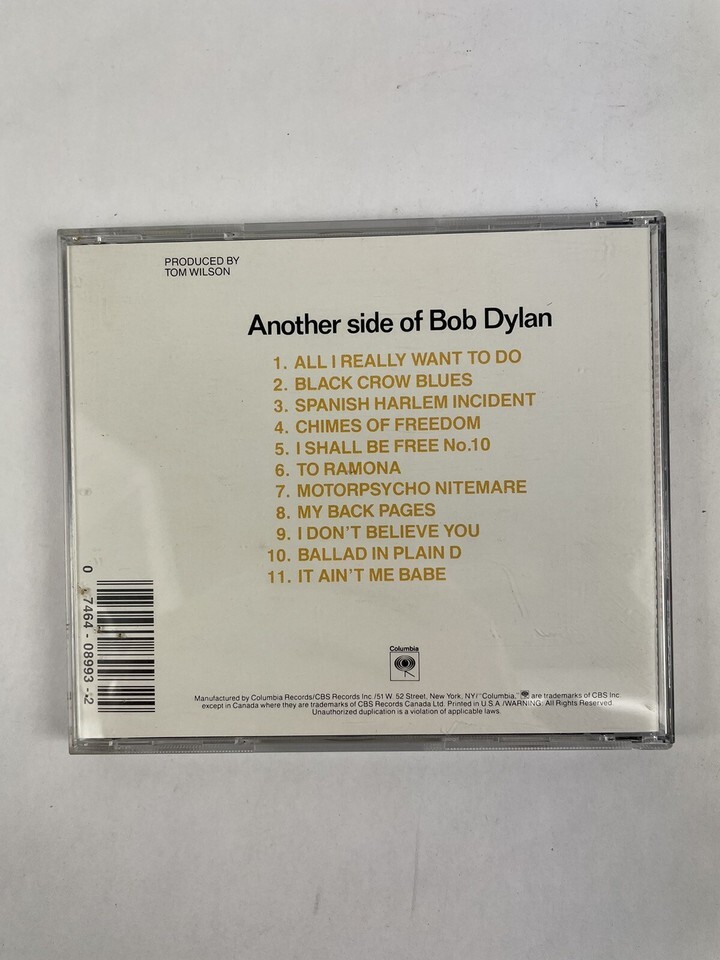 PRODUCED BY
TOM WILSON
Another side of Bob Dylan
1. ALL I REALLY WANT TO DO
2. BLACK CROW BLUES
3. SPANISH HARLEM INCIDENT
4. CHIMES OF FREEDOM
5. I SHALL BE FREE No.10
6. TO RAMONA
7. MOTORPSYCHO NITEMARE
8. MY BACK PAGES
9. I DON'T BELIEVE YOU
10. BALLAD IN PLAIN D
11. IT AIN'T ME BABE
0 7464-08993-2
Columbia
Manufactured by Columbia Records/CBS Records Inc./51 W. 52 Street, New York, NY/"Columbia," are trademarks of CBS Inc.
except in Canada where they are trademarks of CBS Records Canada Ltd. Printed in U.S.A./WARNING: All Rights Reserved.
Unauthorized duplication is a violation of applicable laws.